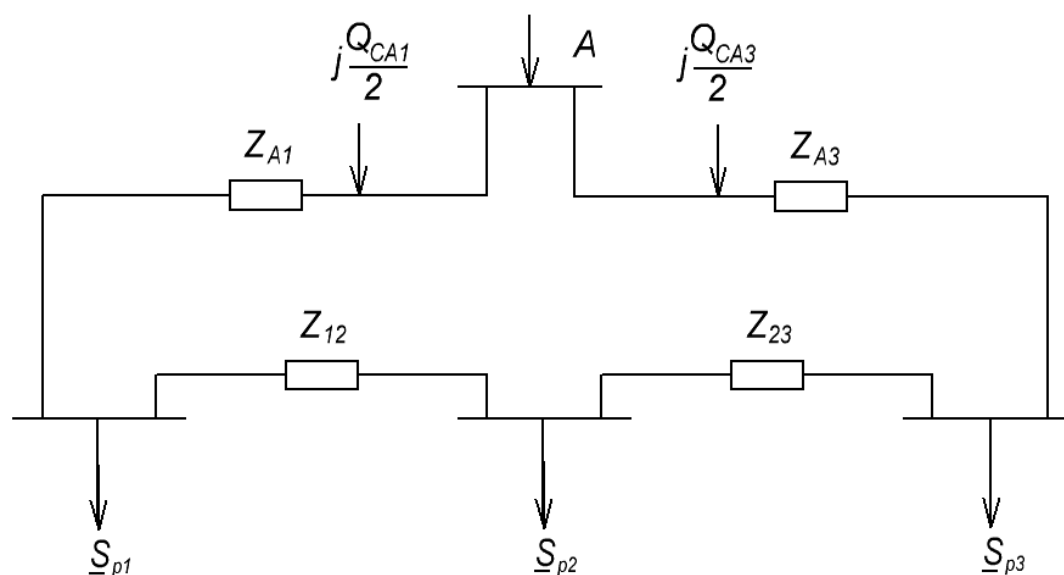 j Q_CA1/2
A
j Q_CA3/2
Z_A1
Z_A3
Z_12
Z_23
S_p1
S_p2
S_p3